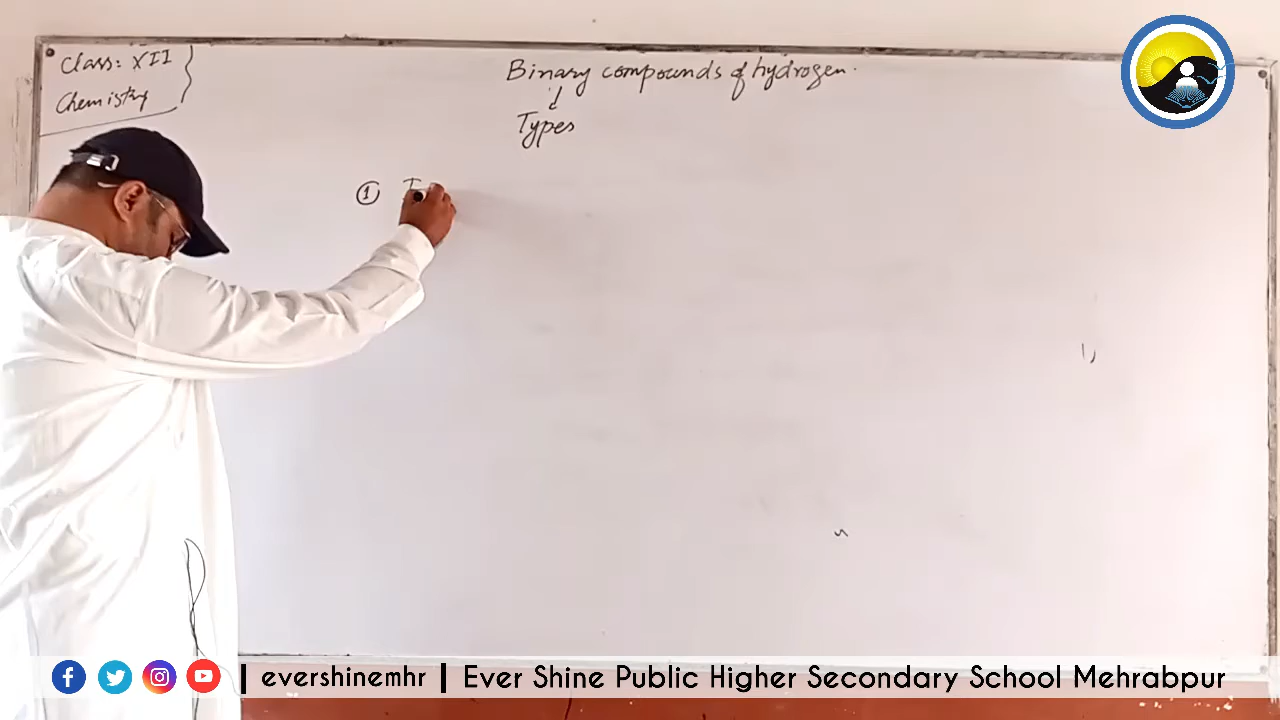 Class: XII
Chemistry
Binary compounds of hydrogen.
Types
①
evershinemhr | Ever Shine Public Higher Secondary School Mehrabpur